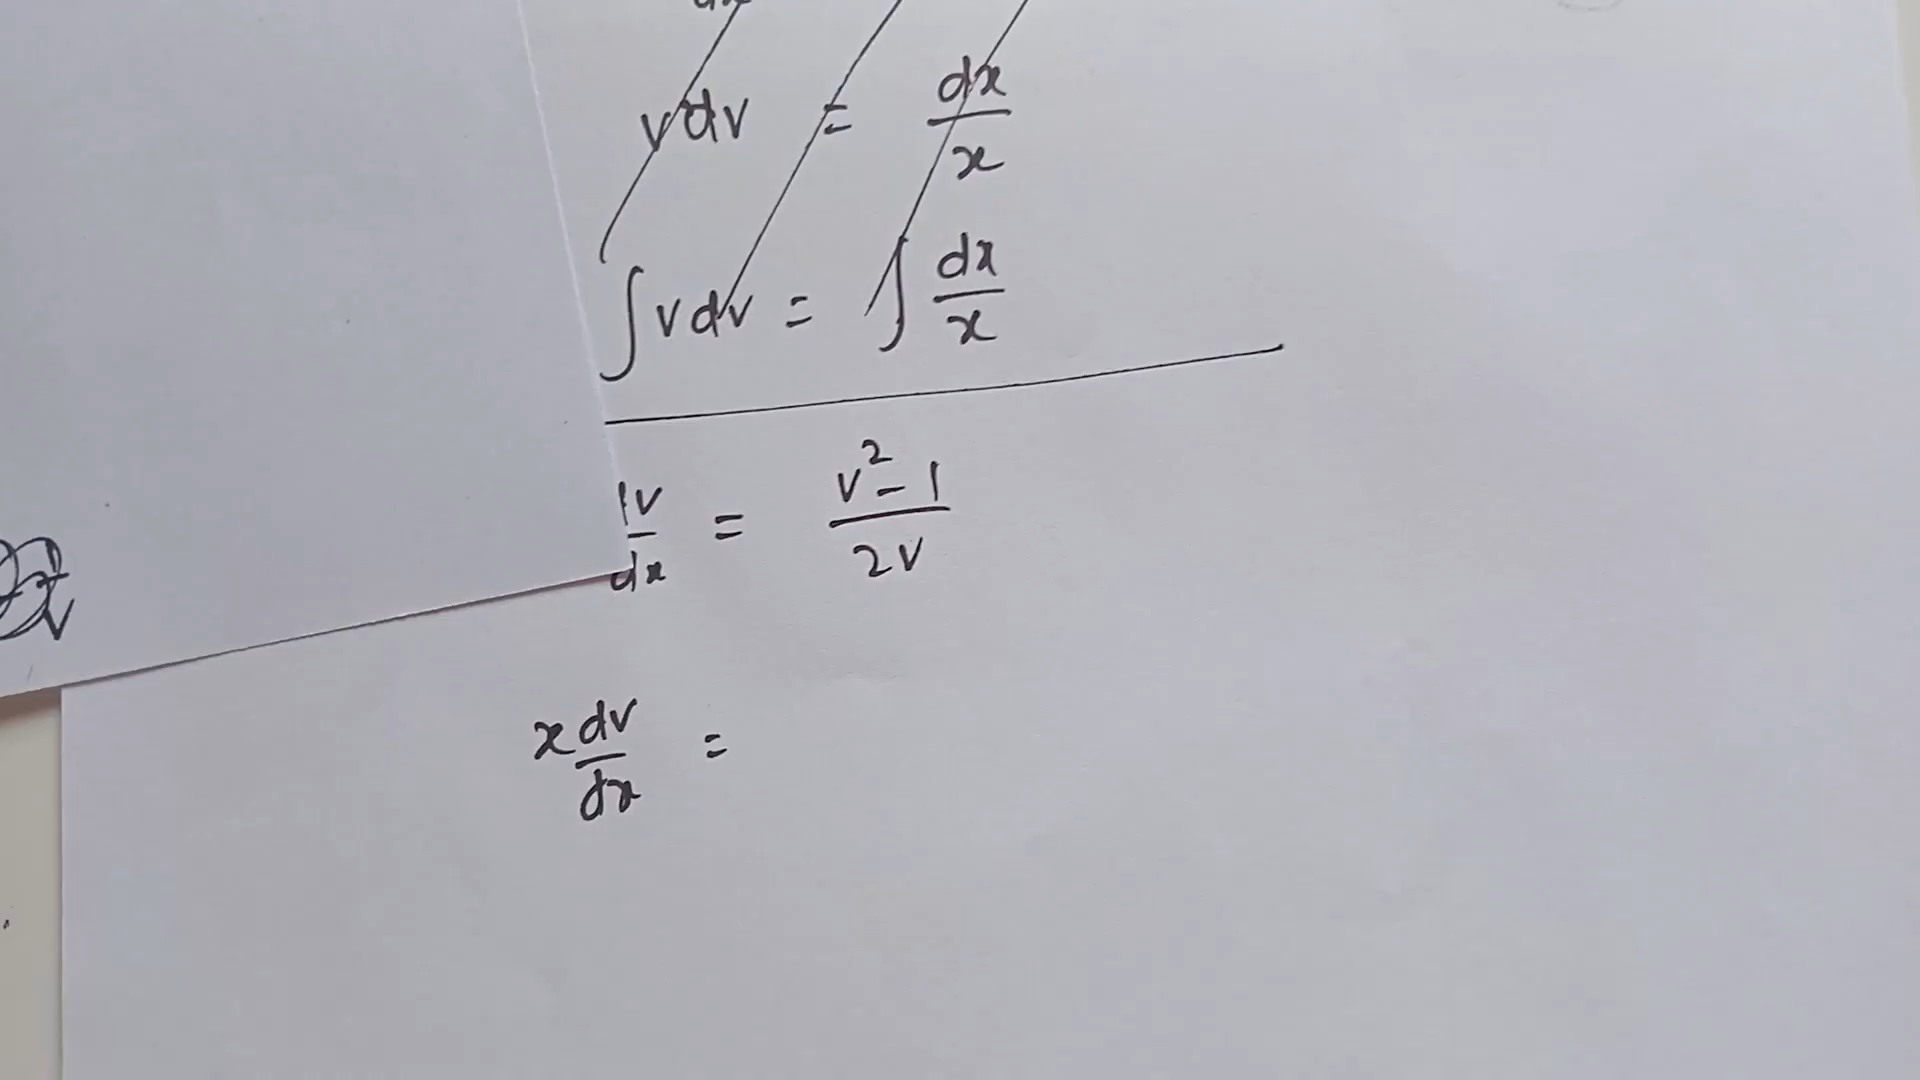 v dv = dx/x
∫ v dv = ∫ dx/x
dv/dx = v² - 1 / 2v
x dv/dx =